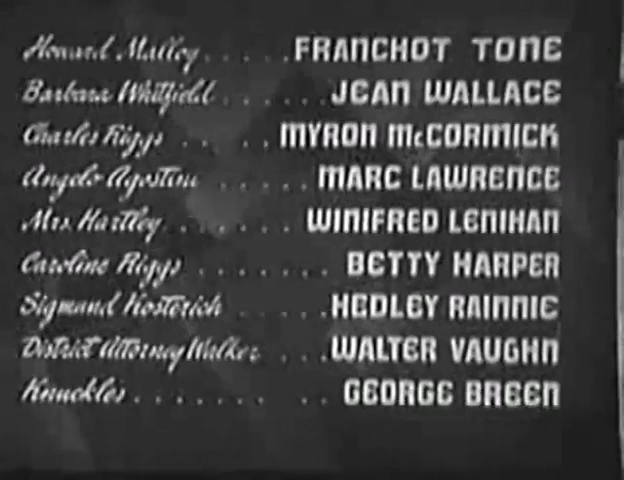 Howard Malloy . . . . . FRANCHOT TONE
Barbara Whitfield . . . . . . JEAN WALLACE
Charles Riggs . . . . MYRON McCORMICK
Angelo Agostini . . . . . MARC LAWRENCE
Mrs. Hartley . . . . . . . WINIFRED LENIHAN
Caroline Riggs . . . . . . . BETTY HARPER
Sigmund Kosterich . . . . . HEDLEY RAINNIE
District Attorney Walker . . . WALTER VAUGHN
Knuckles . . . . . . . . . GEORGE BREEN